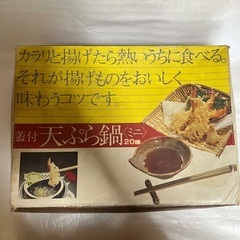 カラリと揚げたら熱いうちに食べる。
それが揚げものをおいしく
味わうコツです。
蓋付天ぷら鍋〈ミニ〉
20㎝